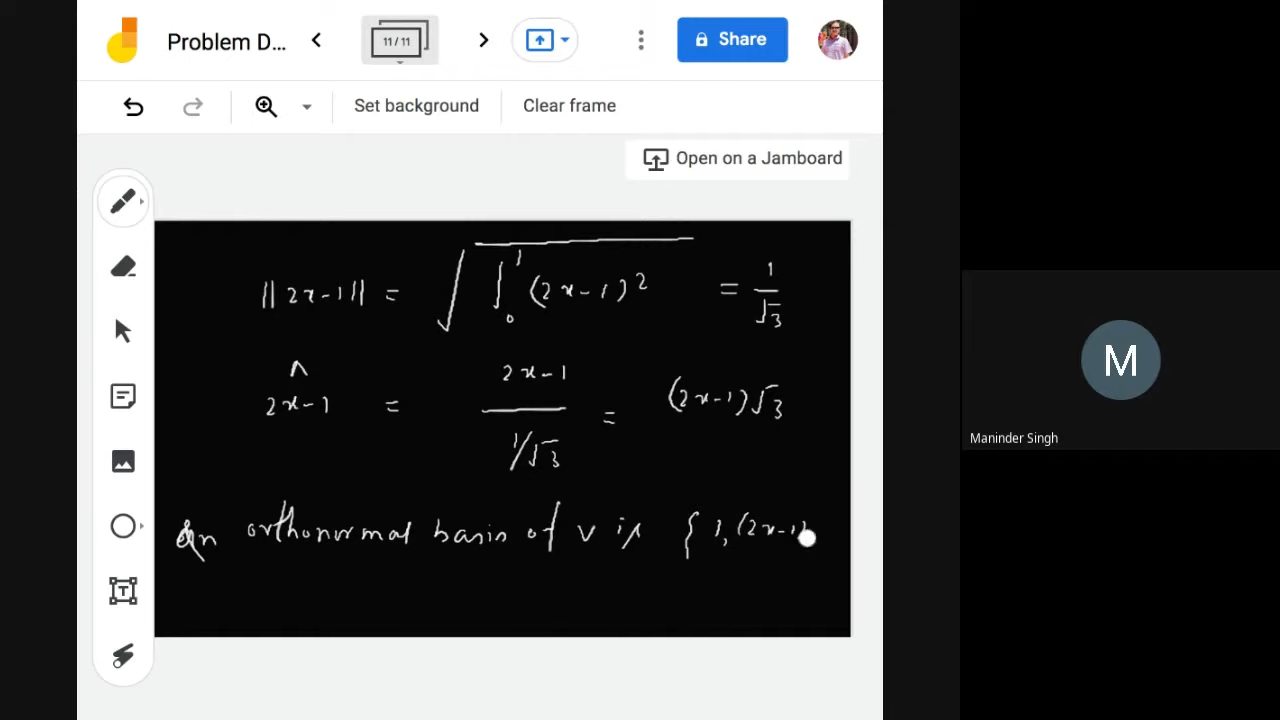 Problem D...
11 / 11
Share
Set background
Clear frame
Open on a Jamboard
||2x-1|| = √∫₀¹ (2x-1)² = 1/√3
^
2x-1 = (2x-1)/(1/√3) = (2x-1)√3
An orthonormal basis of V is { 1, (2x-1)
T
M
Maninder Singh